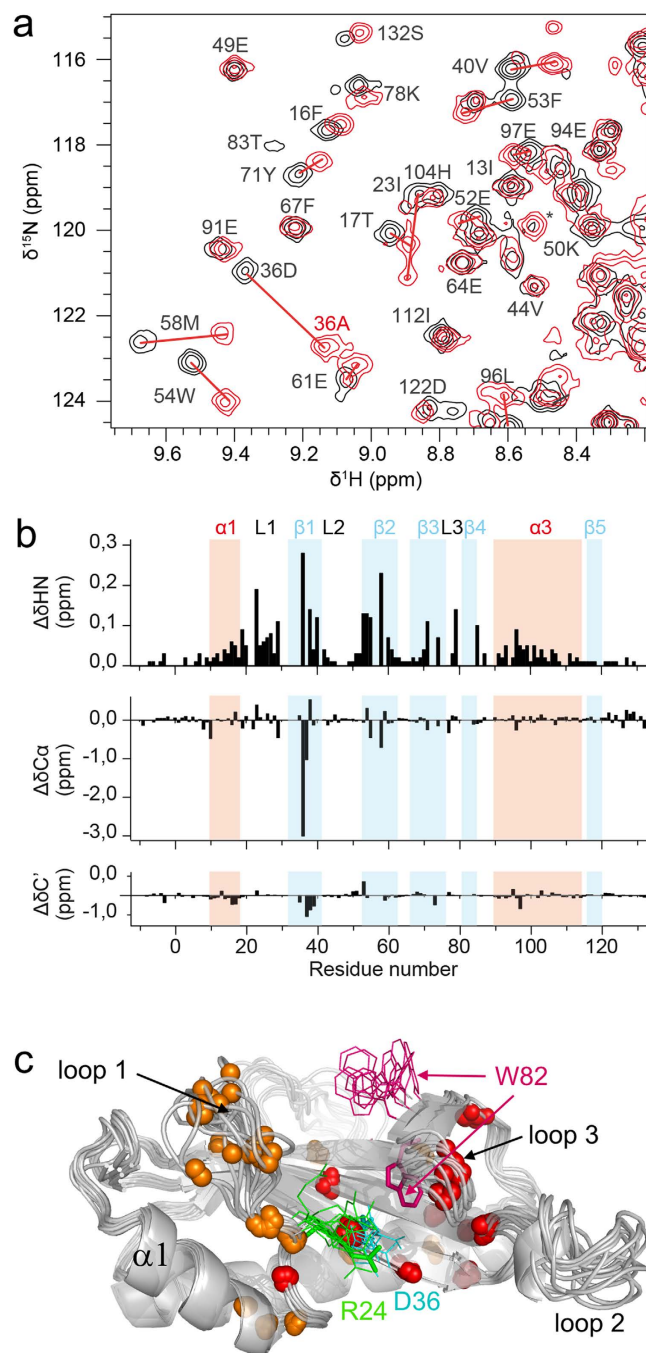 a
49E
132S
40V
78K
53F
16F
83T
97E
94E
71Y
13I
104H
23I
52E
67F
17T
*
50K
91E
36D
64E
44V
58M
36A
112I
61E
54W
96L
122D
116
118
120
122
124
δ¹⁵N (ppm)
9.6 9.4 9.2 9.0 8.8 8.6 8.4
δ¹H (ppm)
b
α1 L1 β1 L2 β2 β3 L3 β4 α3 β5
0,3
0,2
0,1
0,0
ΔδHN
(ppm)
0,0
-1,0
-2,0
-3,0
ΔδCα
(ppm)
0,0
-1,0
ΔδC'
(ppm)
0 20 40 60 80 100 120
Residue number
c
loop 1
W82
loop 3
α1
R24
D36
loop 2